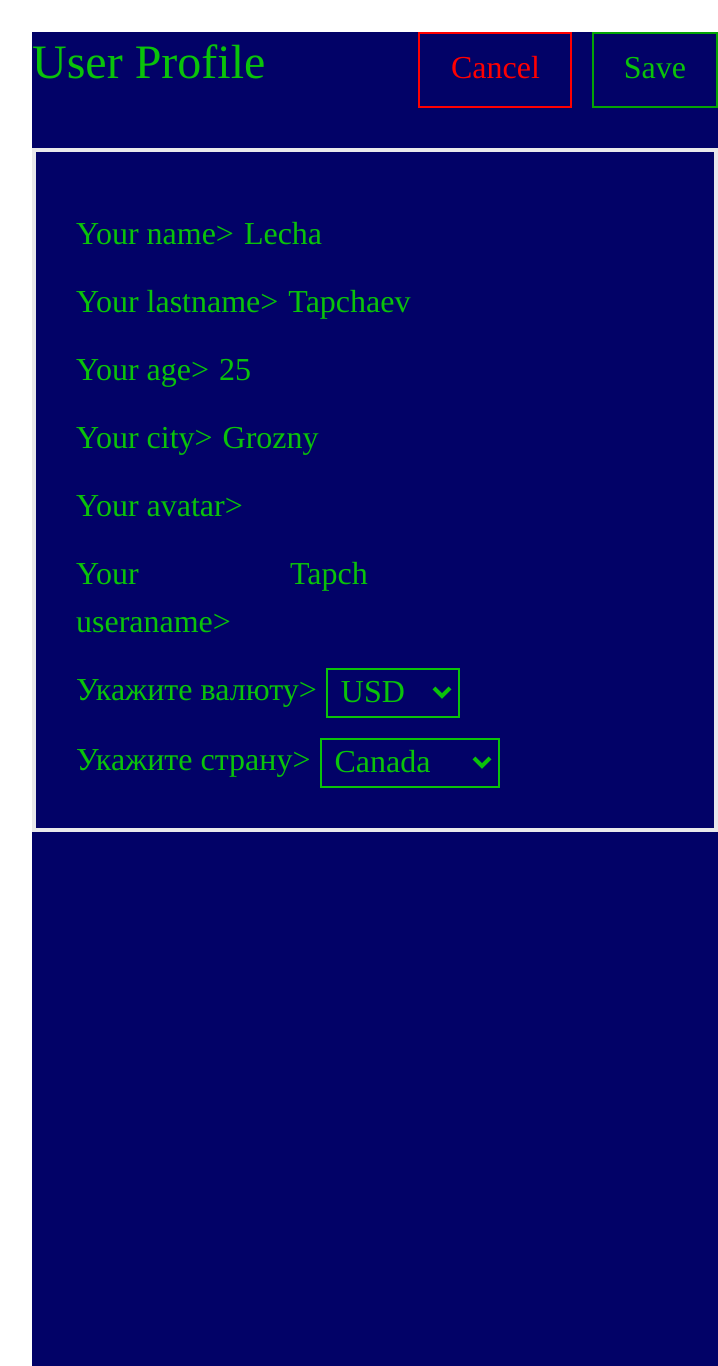 User Profile Cancel Save
Your name> Lecha
Your lastname> Tapchaev
Your age> 25
Your city> Grozny
Your avatar>
Your Tapch
useraname>
Укажите валюту> USD
Укажите страну> Canada